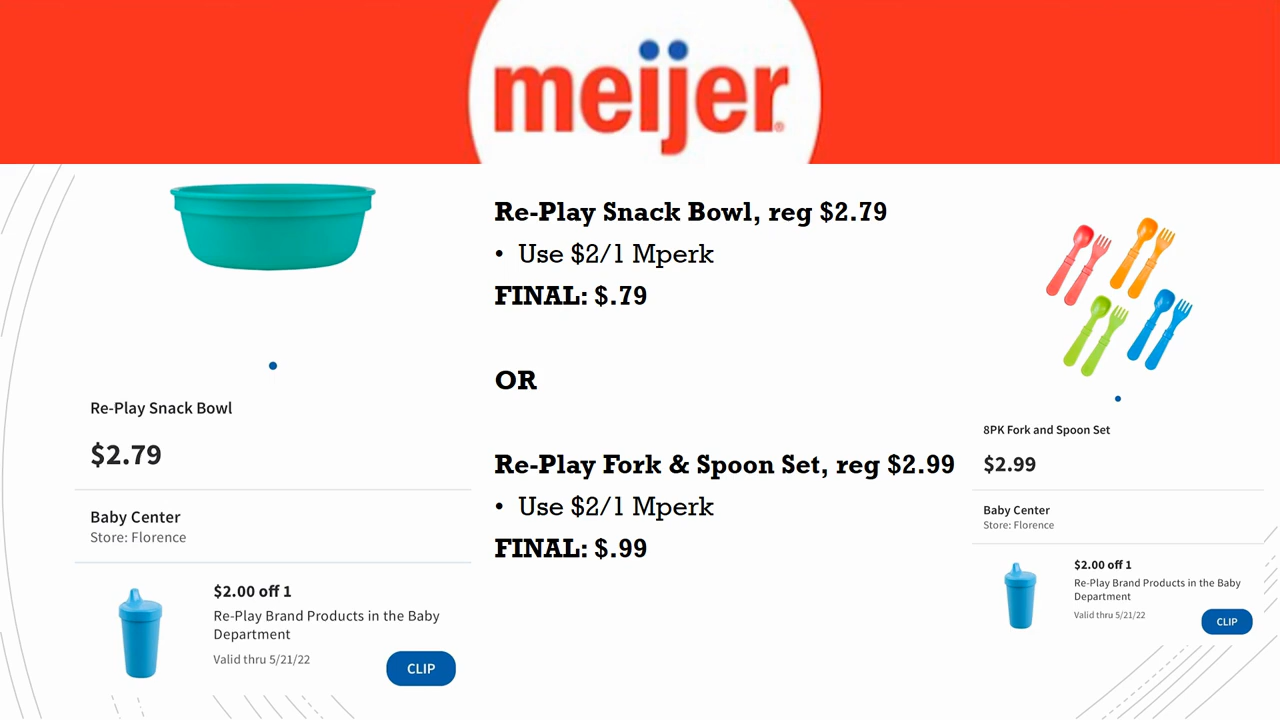 meijer®
Re-Play Snack Bowl
$2.79
Baby Center
Store: Florence
$2.00 off 1
Re-Play Brand Products in the Baby
Department
Valid thru 5/21/22
CLIP
Re-Play Snack Bowl, reg $2.79
• Use $2/1 Mperk
FINAL: $.79
OR
Re-Play Fork & Spoon Set, reg $2.99
• Use $2/1 Mperk
FINAL: $.99
8PK Fork and Spoon Set
$2.99
Baby Center
Store: Florence
$2.00 off 1
Re-Play Brand Products in the Baby
Department
Valid thru 5/21/22
CLIP